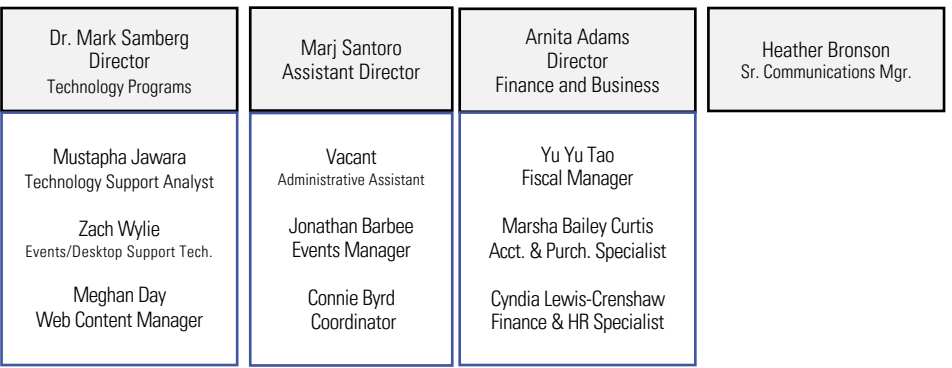 Dr. Mark Samberg
Director
Technology Programs
Mustapha Jawara
Technology Support Analyst
Zach Wylie
Events/Desktop Support Tech.
Meghan Day
Web Content Manager
Marj Santoro
Assistant Director
Vacant
Administrative Assistant
Jonathan Barbee
Events Manager
Connie Byrd
Coordinator
Arnita Adams
Director
Finance and Business
Yu Yu Tao
Fiscal Manager
Marsha Bailey Curtis
Acct. & Purch. Specialist
Cyndia Lewis-Crenshaw
Finance & HR Specialist
Heather Bronson
Sr. Communications Mgr.